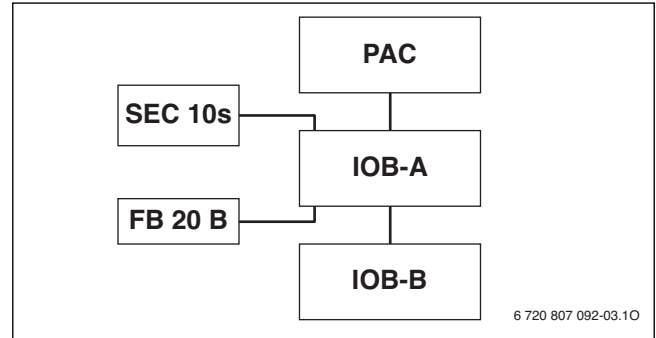 PAC
SEC 10s
IOB-A
FB 20 B
IOB-B
6 720 807 092-03.1O